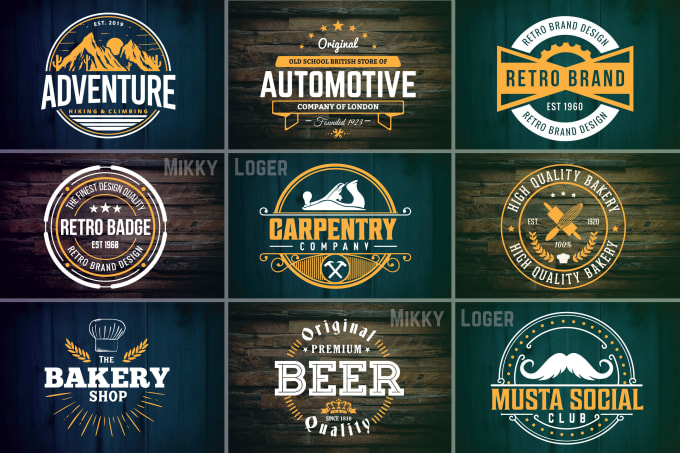 EST. 2019
ADVENTURE
HIKING & CLIMBING
Original
OLD SCHOOL BRITISH STORE OF
AUTOMOTIVE
COMPANY OF LONDON
Founded 1923
RETRO BRAND DESIGN
RETRO BRAND
EST 1960
RETRO BRAND DESIGN
MIKKY LOGER
THE FINEST DESIGN QUALITY
RETRO BADGE
EST 1960
RETRO BRAND DESIGN
CARPENTRY
COMPANY
HIGH QUALITY BAKERY
EST. 1920
100%
HIGH QUALITY BAKERY
MIKKY LOGER
THE
BAKERY
SHOP
Original
PREMIUM
BEER
SINCE 1810
Quality
MUSTA SOCIAL
CLUB